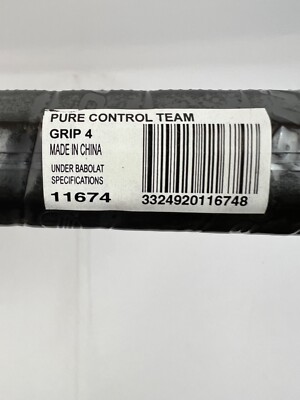 PURE CONTROL TEAM
GRIP 4
MADE IN CHINA
UNDER BABOLAT
SPECIFICATIONS
11674
3324920116748